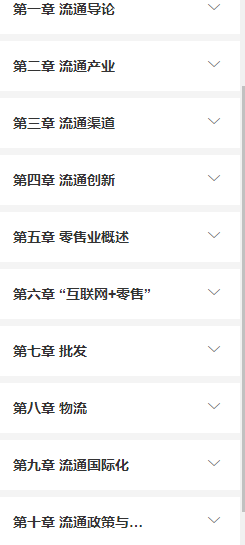 第一章 流通导论
第二章 流通产业
第三章 流通渠道
第四章 流通创新
第五章 零售业概述
第六章 “互联网+零售”
第七章 批发
第八章 物流
第九章 流通国际化
第十章 流通政策与...